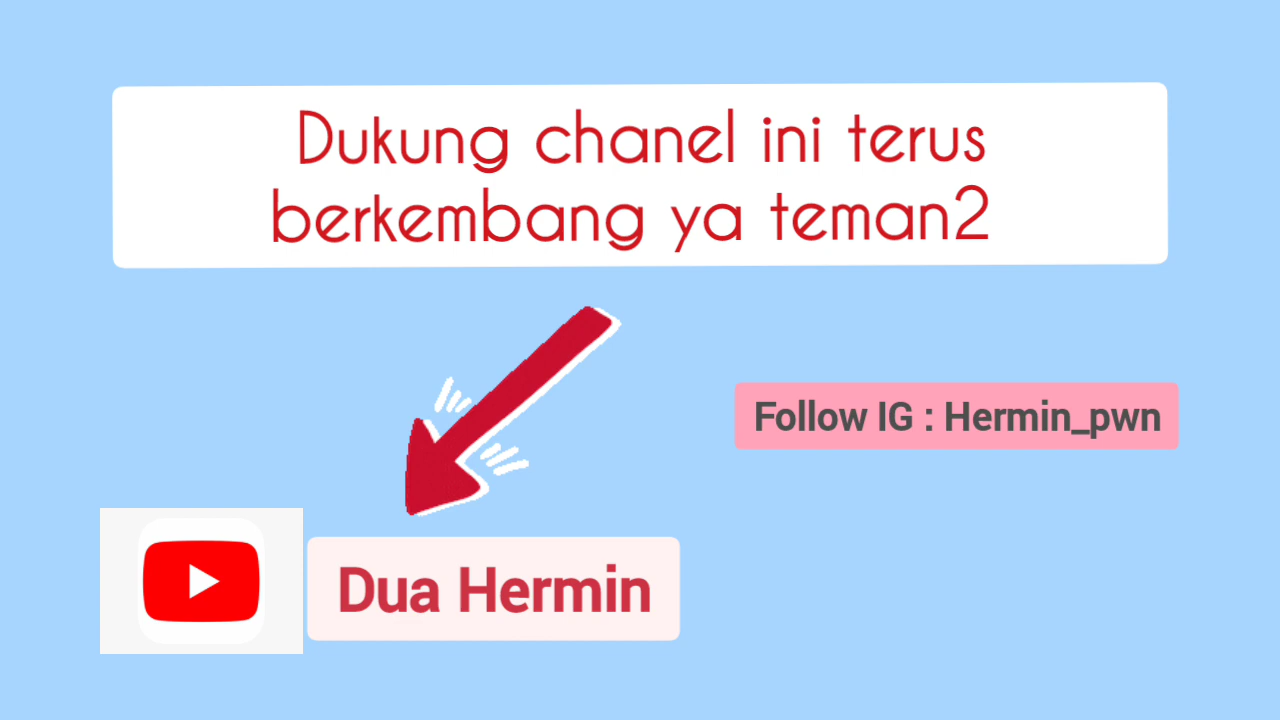 Dukung chanel ini terus
berkembang ya teman2
Follow IG : Hermin_pwn
Dua Hermin